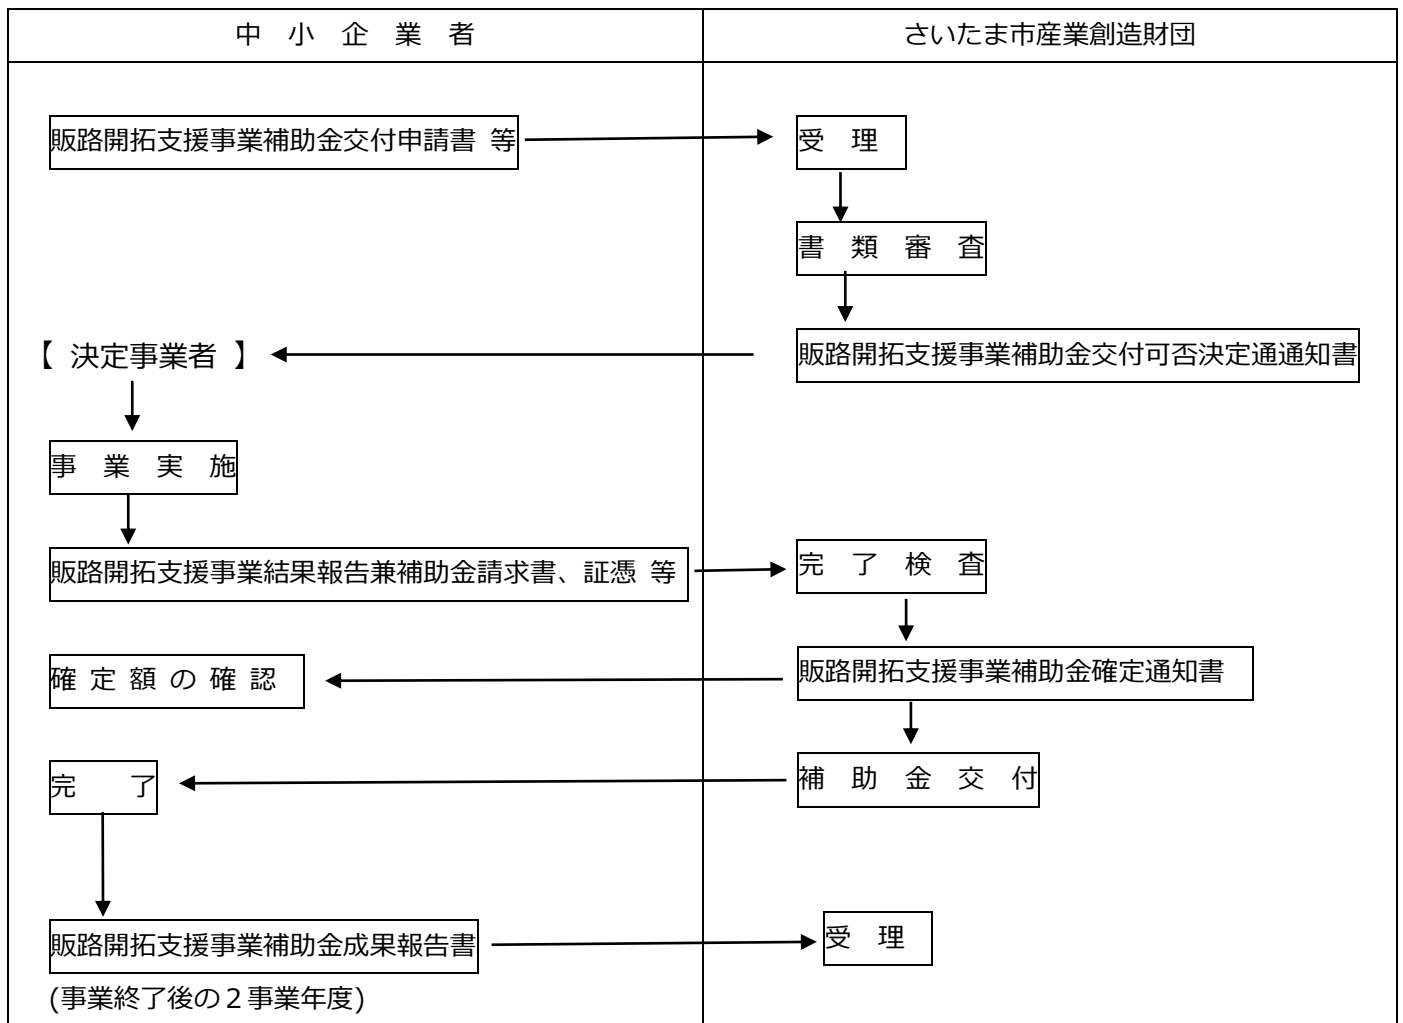 中　小　企　業　者
さいたま市産業創造財団
販路開拓支援事業補助金交付申請書 等
受　理
書　類　審　査
販路開拓支援事業補助金交付可否決定通通知書
【 決定事業者 】
事　業　実　施
販路開拓支援事業結果報告兼補助金請求書、証憑 等
完　了　検　査
販路開拓支援事業補助金確定通知書
確 定 額 の 確 認
補　助　金　交　付
完　　了
販路開拓支援事業補助金成果報告書
受　理
(事業終了後の２事業年度)